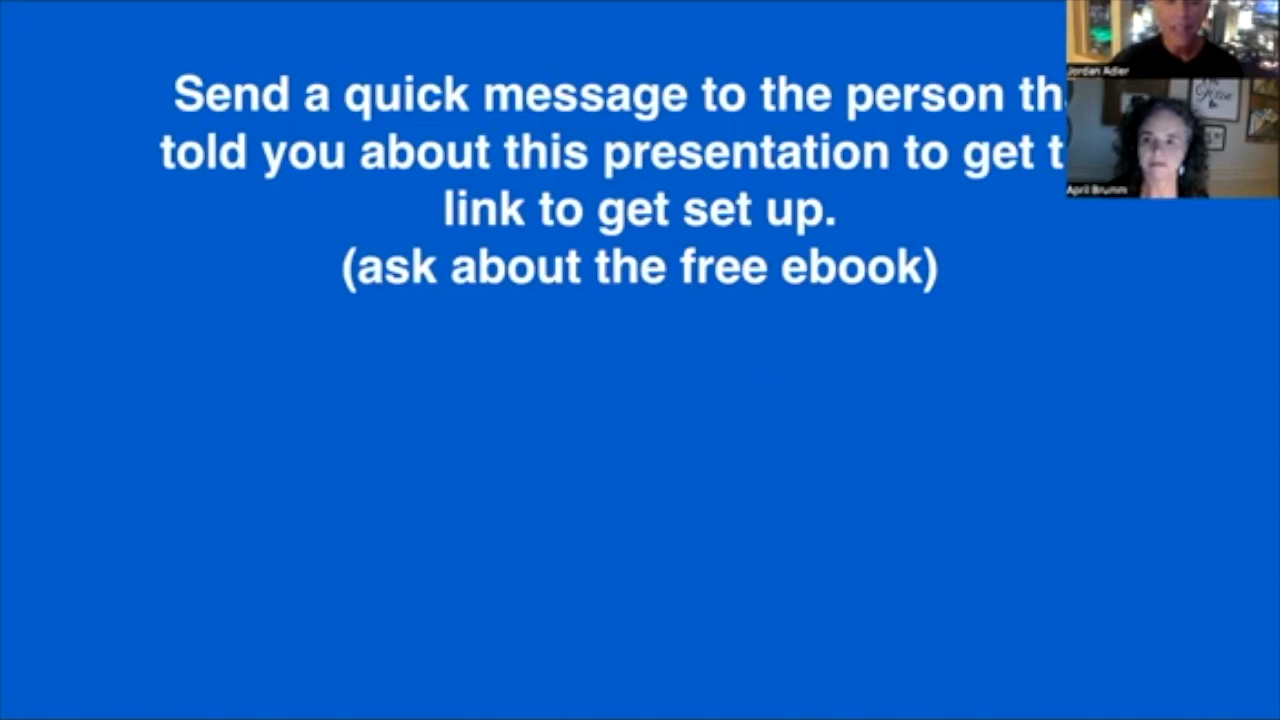 Send a quick message to the person th
told you about this presentation to get t
link to get set up.
(ask about the free ebook)
Jordan Adler
April Brumm